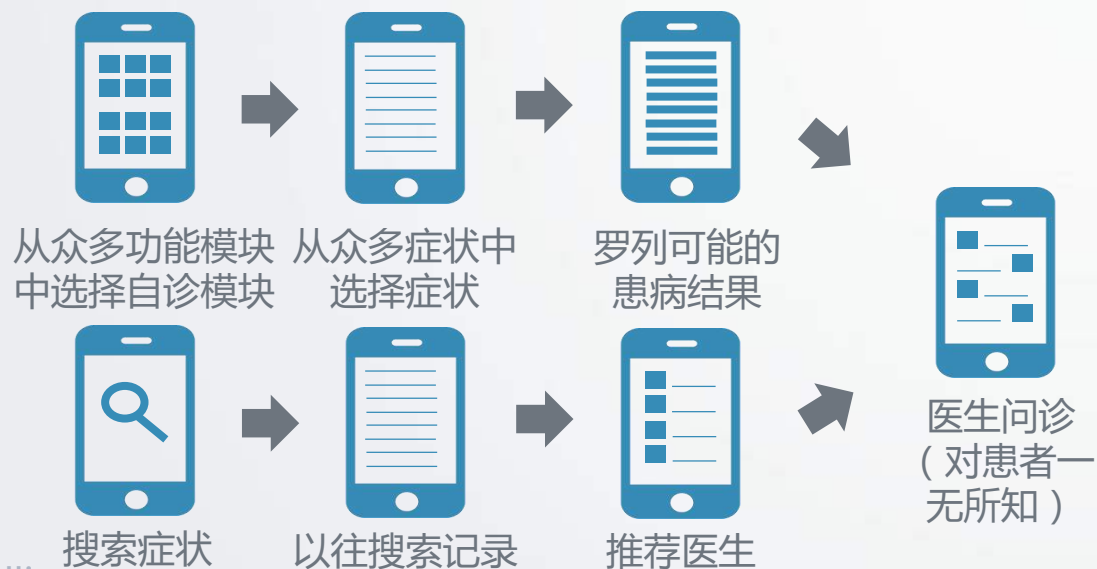 从众多功能模块
中选择自诊模块
从众多症状中
选择症状
罗列可能的
患病结果
搜索症状
以往搜索记录
推荐医生
医生问诊
（对患者一
无所知）
...